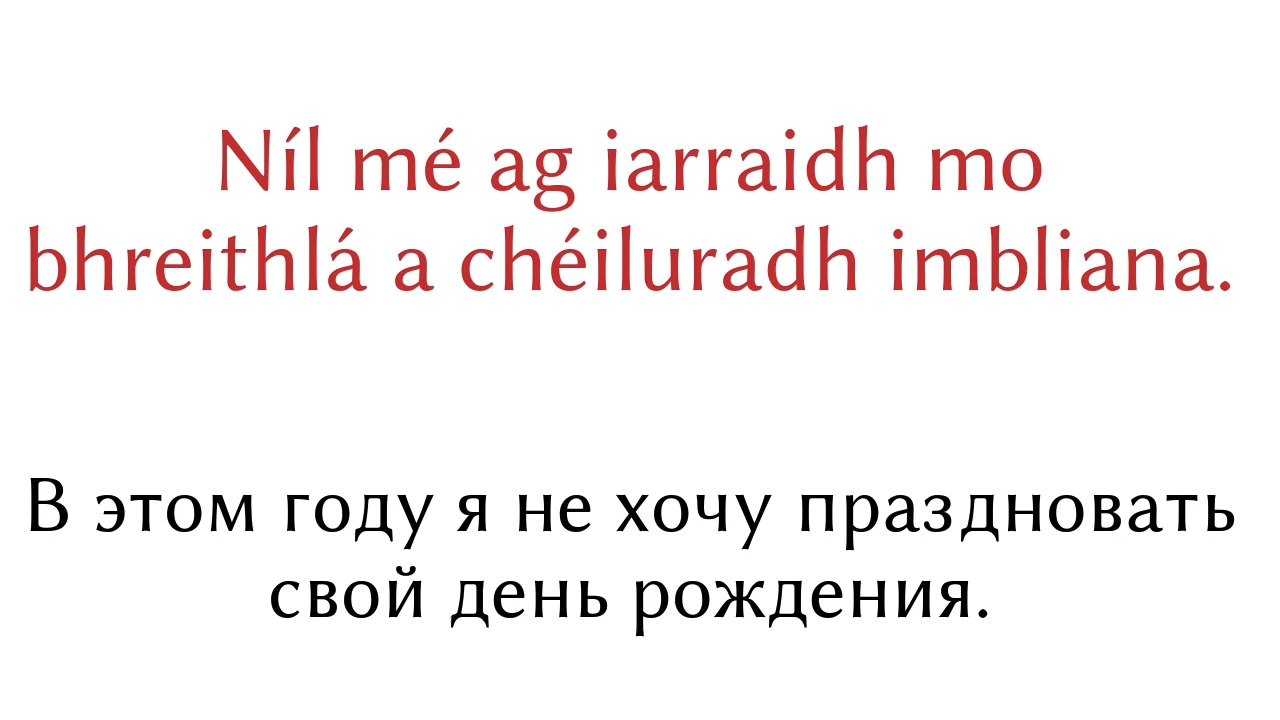 Níl mé ag iarraidh mo
bhreithlá a chéiluradh imbliana.
В этом году я не хочу праздновать
свой день рождения.